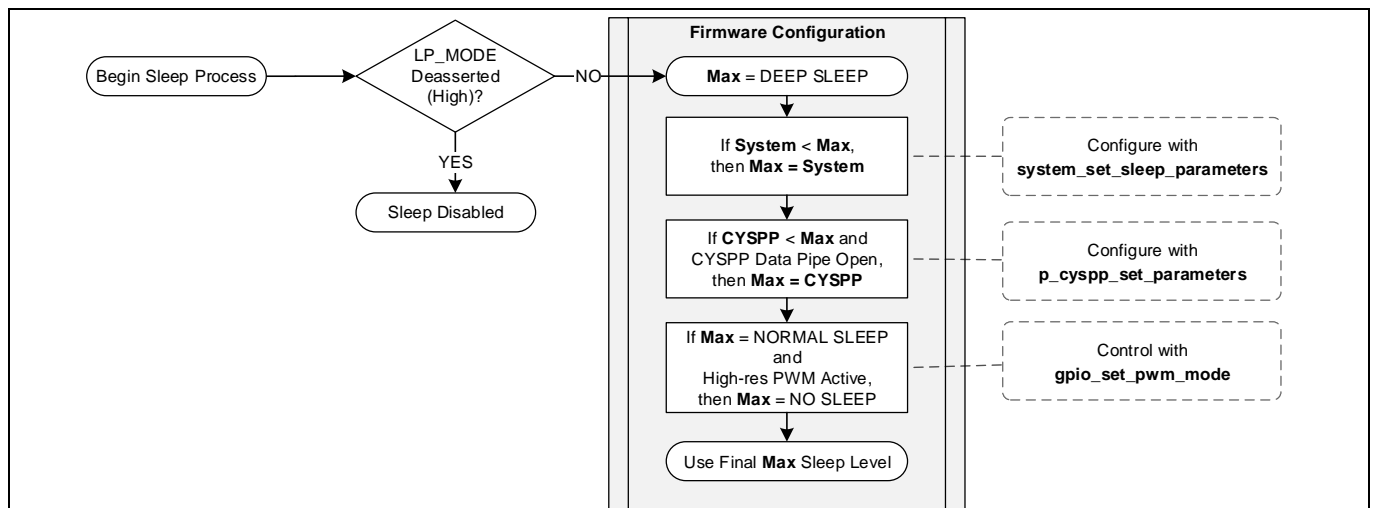 Firmware Configuration
Begin Sleep Process
LP_MODE
Deasserted
(High)?
NO
YES
Sleep Disabled
Max = DEEP SLEEP
If System < Max,
then Max = System
Configure with
system_set_sleep_parameters
If CYSPP < Max and
CYSPP Data Pipe Open,
then Max = CYSPP
Configure with
p_cyspp_set_parameters
If Max = NORMAL SLEEP
and
High-res PWM Active,
then Max = NO SLEEP
Control with
gpio_set_pwm_mode
Use Final Max Sleep Level